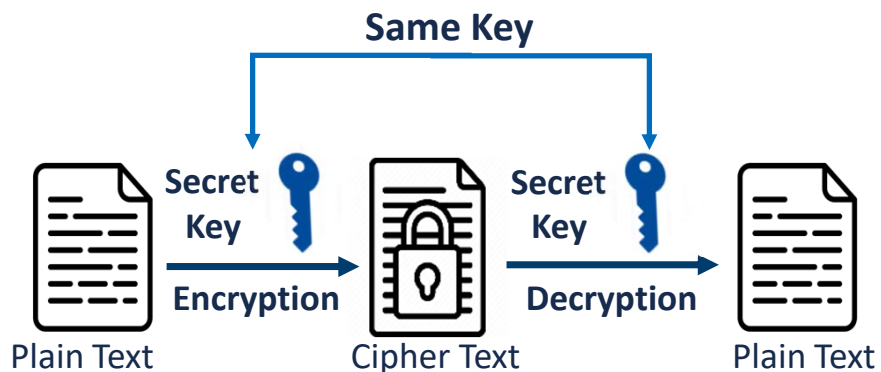 Same Key
Secret
Key
Secret
Key
Encryption
Decryption
Plain Text
Cipher Text
Plain Text